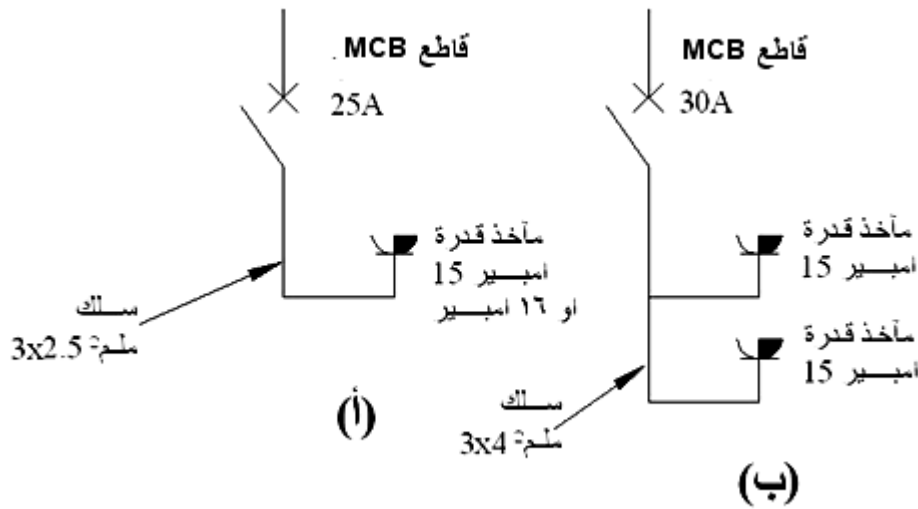 قاطع MCB
25A
مآخذ قدرة
15 امبير
او ١٦ امبير
سلك
3x2.5 ملم²
(أ)
قاطع MCB
30A
مآخذ قدرة
15 امبير
مآخذ قدرة
15 امبير
سلك
3x4 ملم²
(ب)